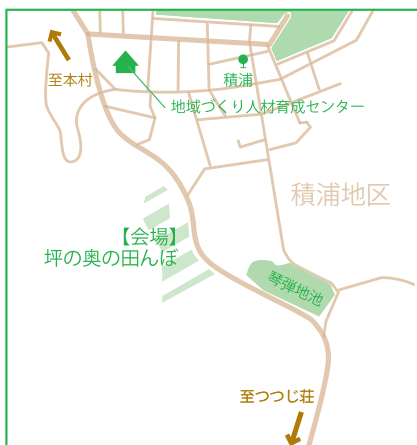 至本村
積浦
地域づくり人材育成センター
積浦地区
【会場】
坪の奥の田んぼ
琴弾地池
至つつじ荘